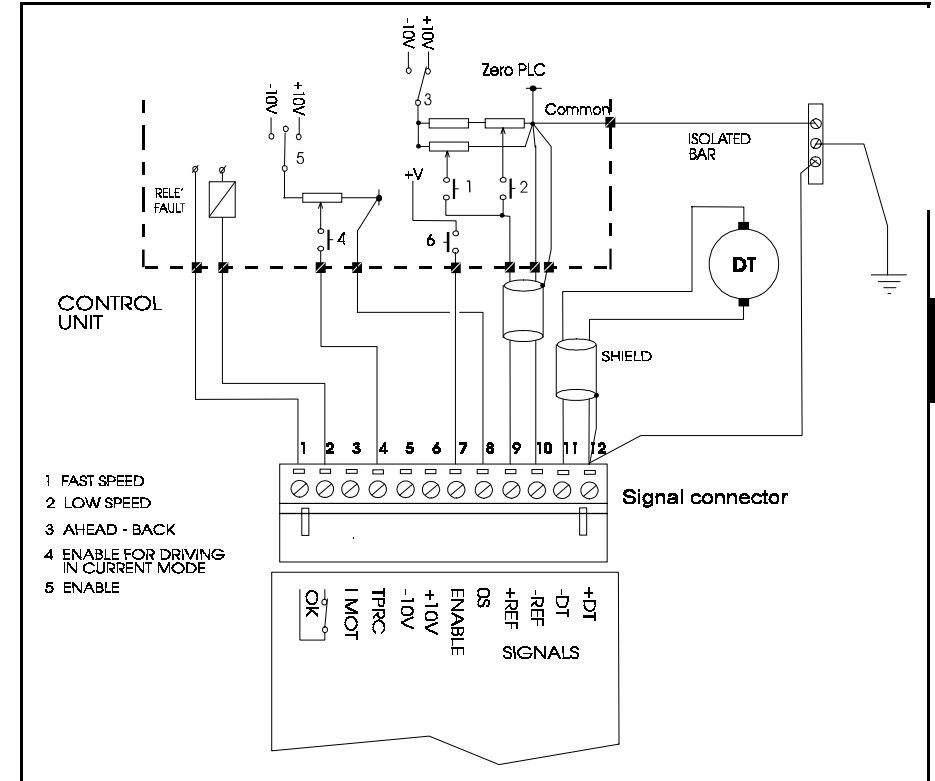 -10V
+10V
Zero PLC
3
Common
-10V
+10V
ISOLATED
BAR
5
+V
1
2
RELE'
FAULT
4
6
DT
CONTROL
UNIT
SHIELD
1 2 3 4 5 6 7 8 9 10 11 12
1 FAST SPEED
2 LOW SPEED
3 AHEAD - BACK
4 ENABLE FOR DRIVING
IN CURRENT MODE
5 ENABLE
Signal connector
OK
I MOT
TPRC
-10V
+10V
ENABLE
0S
+REF
-REF
-DT
+DT
SIGNALS